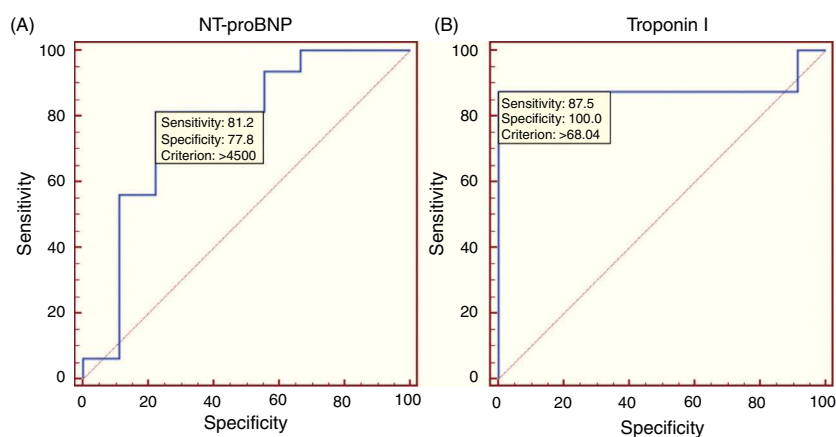 (A)
NT-proBNP
100
80
60
40
20
0
Sensitivity
Sensitivity: 81.2
Specificity: 77.8
Criterion: >4500
0 20 40 60 80 100
Specificity
(B)
Troponin I
100
80
60
40
20
0
Sensitivity
Sensitivity: 87.5
Specificity: 100.0
Criterion: >68.04
0 20 40 60 80 100
Specificity